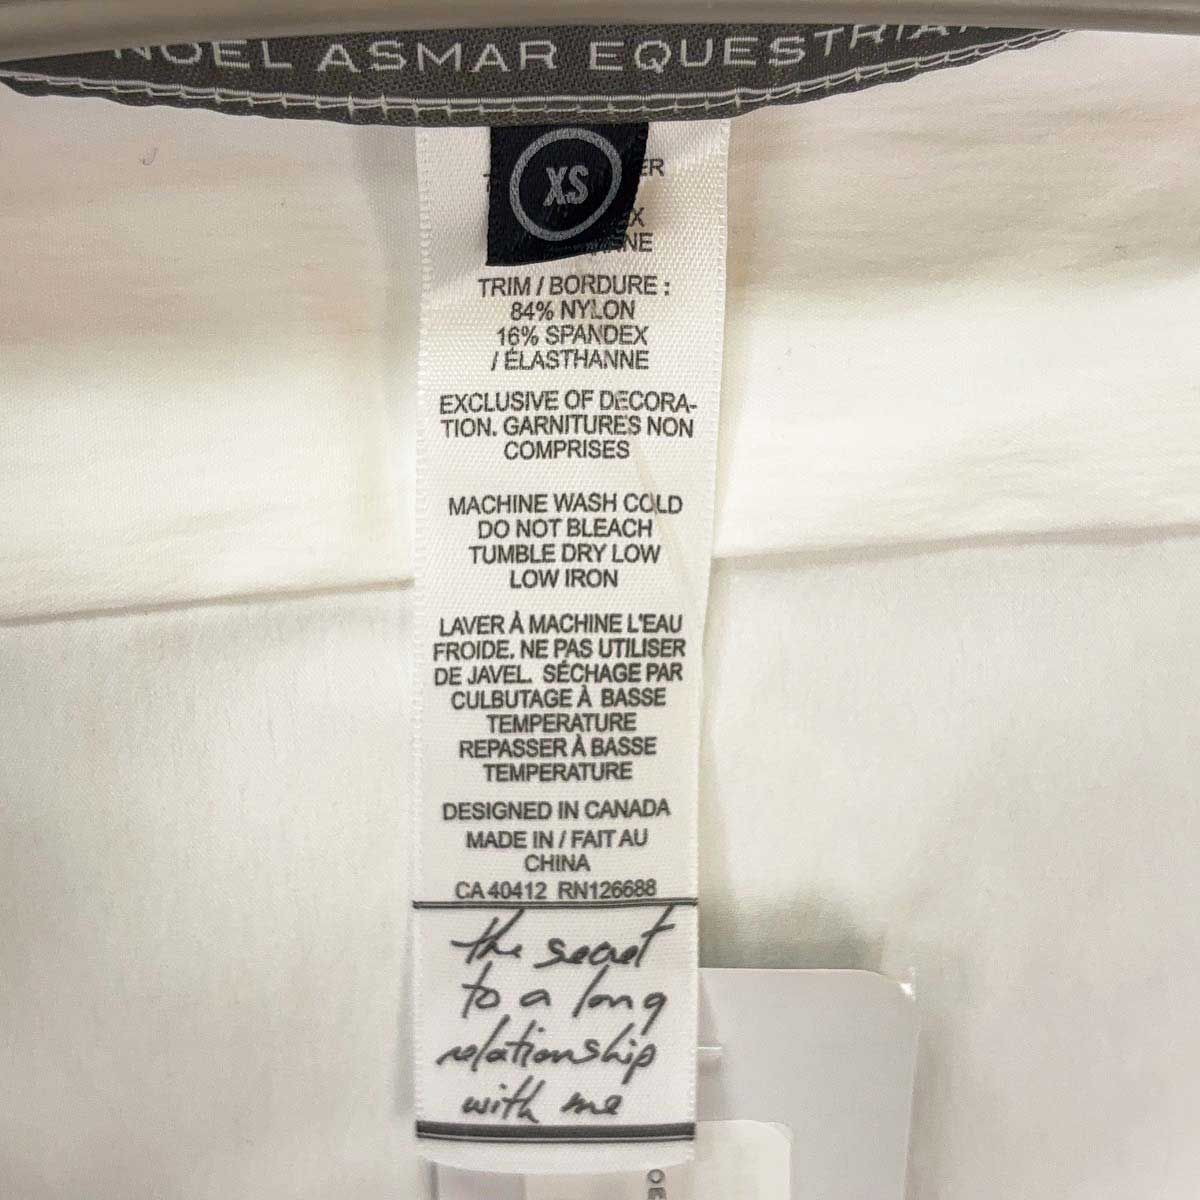 NOEL ASMAR EQUESTRIAN
XS
TRIM / BORDURE :
84% NYLON
16% SPANDEX
/ ÉLASTHANNE
EXCLUSIVE OF DECORA-
TION. GARNITURES NON
COMPRISES
MACHINE WASH COLD
DO NOT BLEACH
TUMBLE DRY LOW
LOW IRON
LAVER À MACHINE L'EAU
FROIDE. NE PAS UTILISER
DE JAVEL. SÉCHAGE PAR
CULBUTAGE À BASSE
TEMPERATURE
REPASSER À BASSE
TEMPERATURE
DESIGNED IN CANADA
MADE IN / FAIT AU
CHINA
CA 40412 RN126688
the secret
to a long
relationship
with me